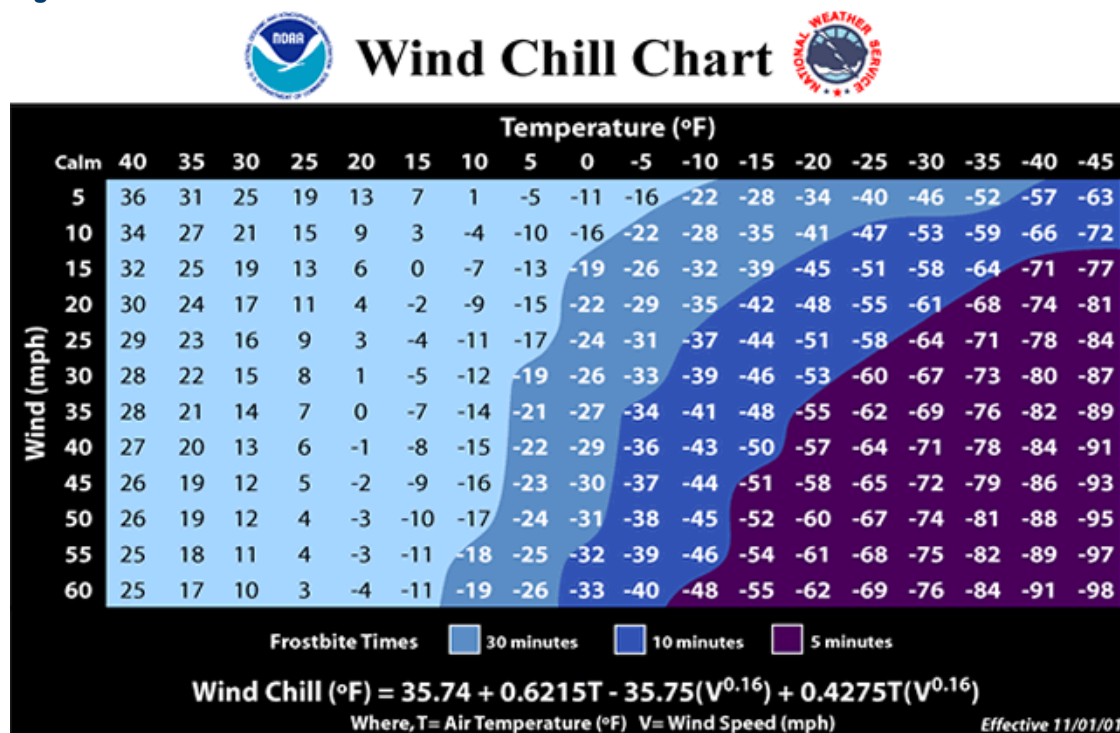 Wind Chill Chart
NOAA
NATIONAL WEATHER SERVICE
Temperature (ºF)
Calm 40 35 30 25 20 15 10 5 0 -5 -10 -15 -20 -25 -30 -35 -40 -45
Wind (mph)
5 36 31 25 19 13 7 1 -5 -11 -16 -22 -28 -34 -40 -46 -52 -57 -63
10 34 27 21 15 9 3 -4 -10 -16 -22 -28 -35 -41 -47 -53 -59 -66 -72
15 32 25 19 13 6 0 -7 -13 -19 -26 -32 -39 -45 -51 -58 -64 -71 -77
20 30 24 17 11 4 -2 -9 -15 -22 -29 -35 -42 -48 -55 -61 -68 -74 -81
25 29 23 16 9 3 -4 -11 -17 -24 -31 -37 -44 -51 -58 -64 -71 -78 -84
30 28 22 15 8 1 -5 -12 -19 -26 -33 -39 -46 -53 -60 -67 -73 -80 -87
35 28 21 14 7 0 -7 -14 -21 -27 -34 -41 -48 -55 -62 -69 -76 -82 -89
40 27 20 13 6 -1 -8 -15 -22 -29 -36 -43 -50 -57 -64 -71 -78 -84 -91
45 26 19 12 5 -2 -9 -16 -23 -30 -37 -44 -51 -58 -65 -72 -79 -86 -93
50 26 19 12 4 -3 -10 -17 -24 -31 -38 -45 -52 -60 -67 -74 -81 -88 -95
55 25 18 11 4 -3 -11 -18 -25 -32 -39 -46 -54 -61 -68 -75 -82 -89 -97
60 25 17 10 3 -4 -11 -19 -26 -33 -40 -48 -55 -62 -69 -76 -84 -91 -98
Frostbite Times 30 minutes 10 minutes 5 minutes
Wind Chill (ºF) = 35.74 + 0.6215T - 35.75(V^0.16) + 0.4275T(V^0.16)
Where, T= Air Temperature (ºF) V= Wind Speed (mph) Effective 11/01/01